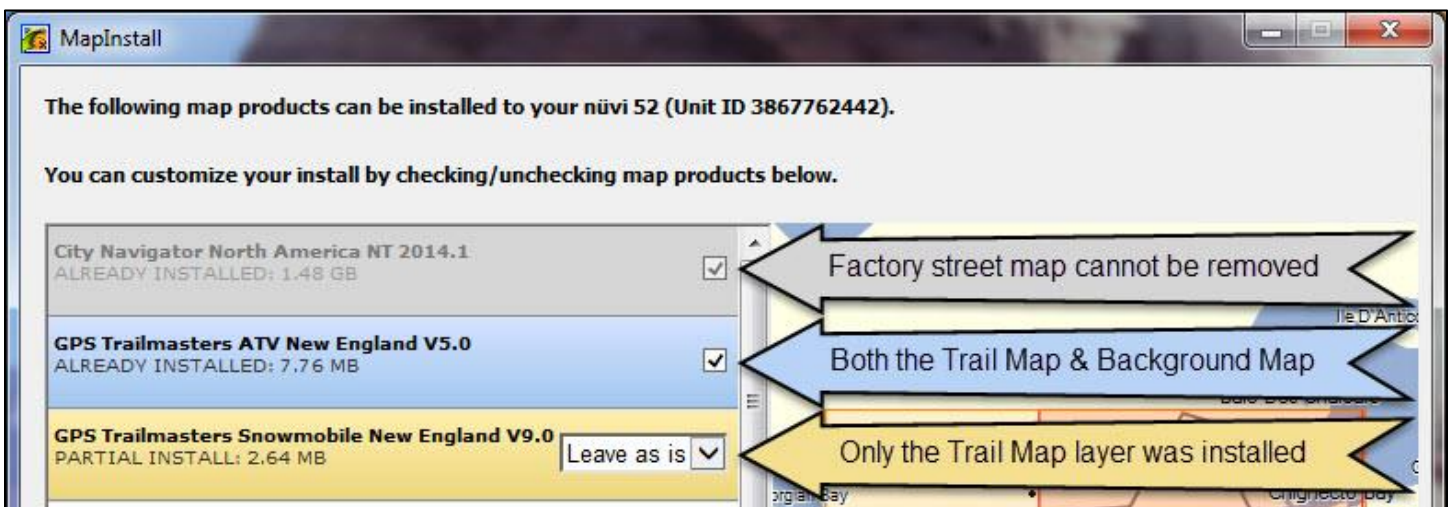 MapInstall
The following map products can be installed to your nüvi 52 (Unit ID 3867762442).
You can customize your install by checking/unchecking map products below.
City Navigator North America NT 2014.1
ALREADY INSTALLED: 1.48 GB
Factory street map cannot be removed
GPS Trailmasters ATV New England V5.0
ALREADY INSTALLED: 7.76 MB
Both the Trail Map & Background Map
GPS Trailmasters Snowmobile New England V9.0
PARTIAL INSTALL: 2.64 MB
Leave as is
Only the Trail Map layer was installed
Bay
Chignecto Bay